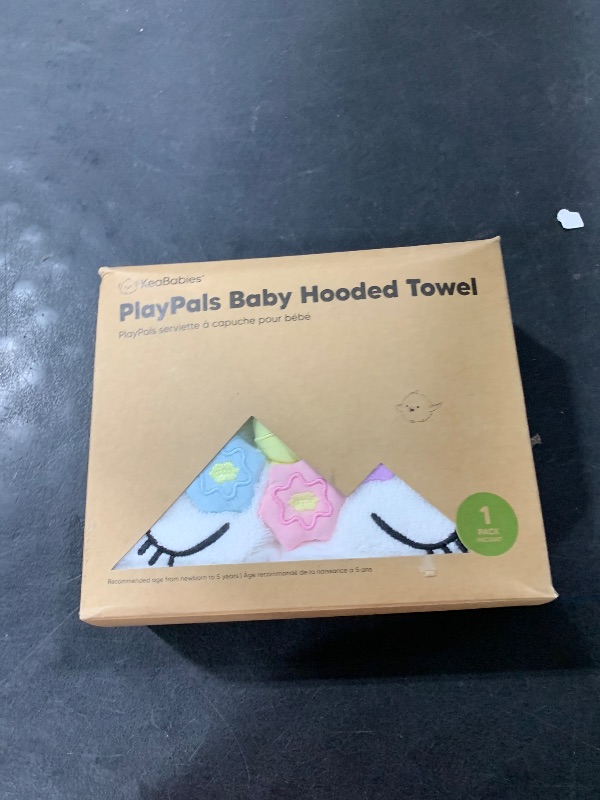 KeaBabies
PlayPals Baby Hooded Towel
PlayPals serviette à capuche pour bébé
1
PACK
PAQUET
Recommended age from newborn to 5 years | Âge recommandé de la naissance à 5 ans